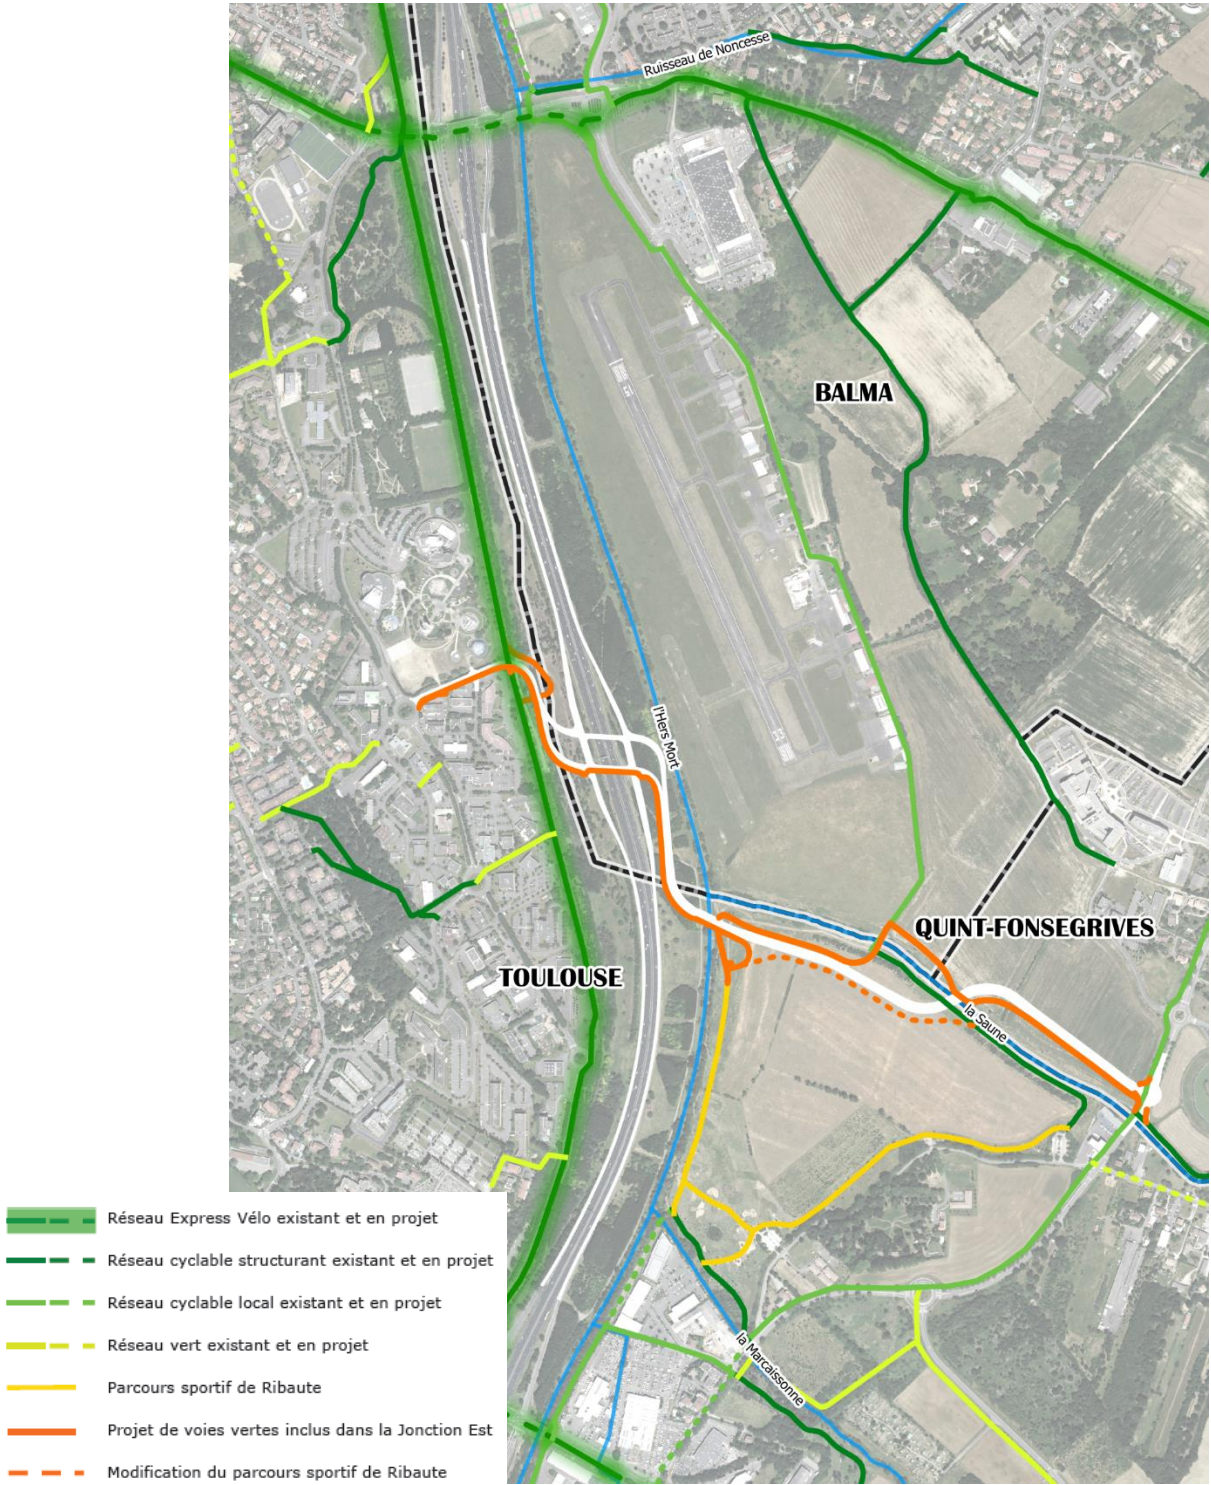 Ruisseau de Noncesse
BALMA
l'Hers Mort
QUINT-FONSEGRIVES
TOULOUSE
la Saune
la Marcaissonne
Réseau Express Vélo existant et en projet
Réseau cyclable structurant existant et en projet
Réseau cyclable local existant et en projet
Réseau vert existant et en projet
Parcours sportif de Ribaute
Projet de voies vertes inclus dans la Jonction Est
Modification du parcours sportif de Ribaute